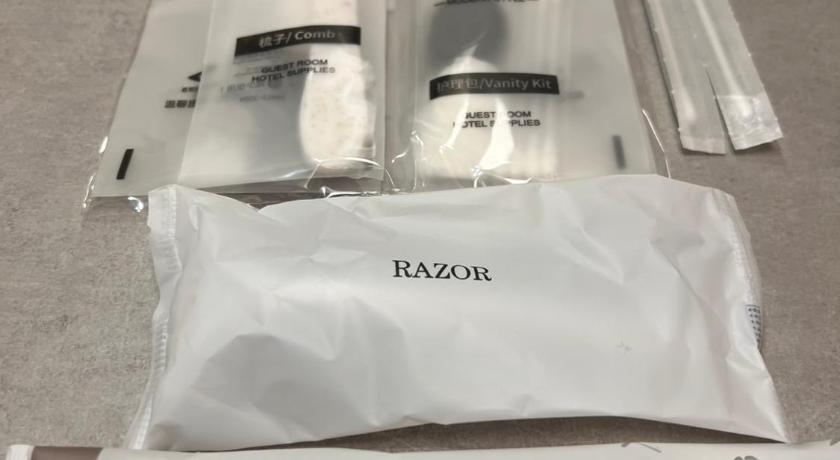 梳子/ Comb
GUEST ROOM
HOTEL SUPPLIES
护理包/Vanity Kit
GUEST ROOM
HOTEL SUPPLIES
RAZOR